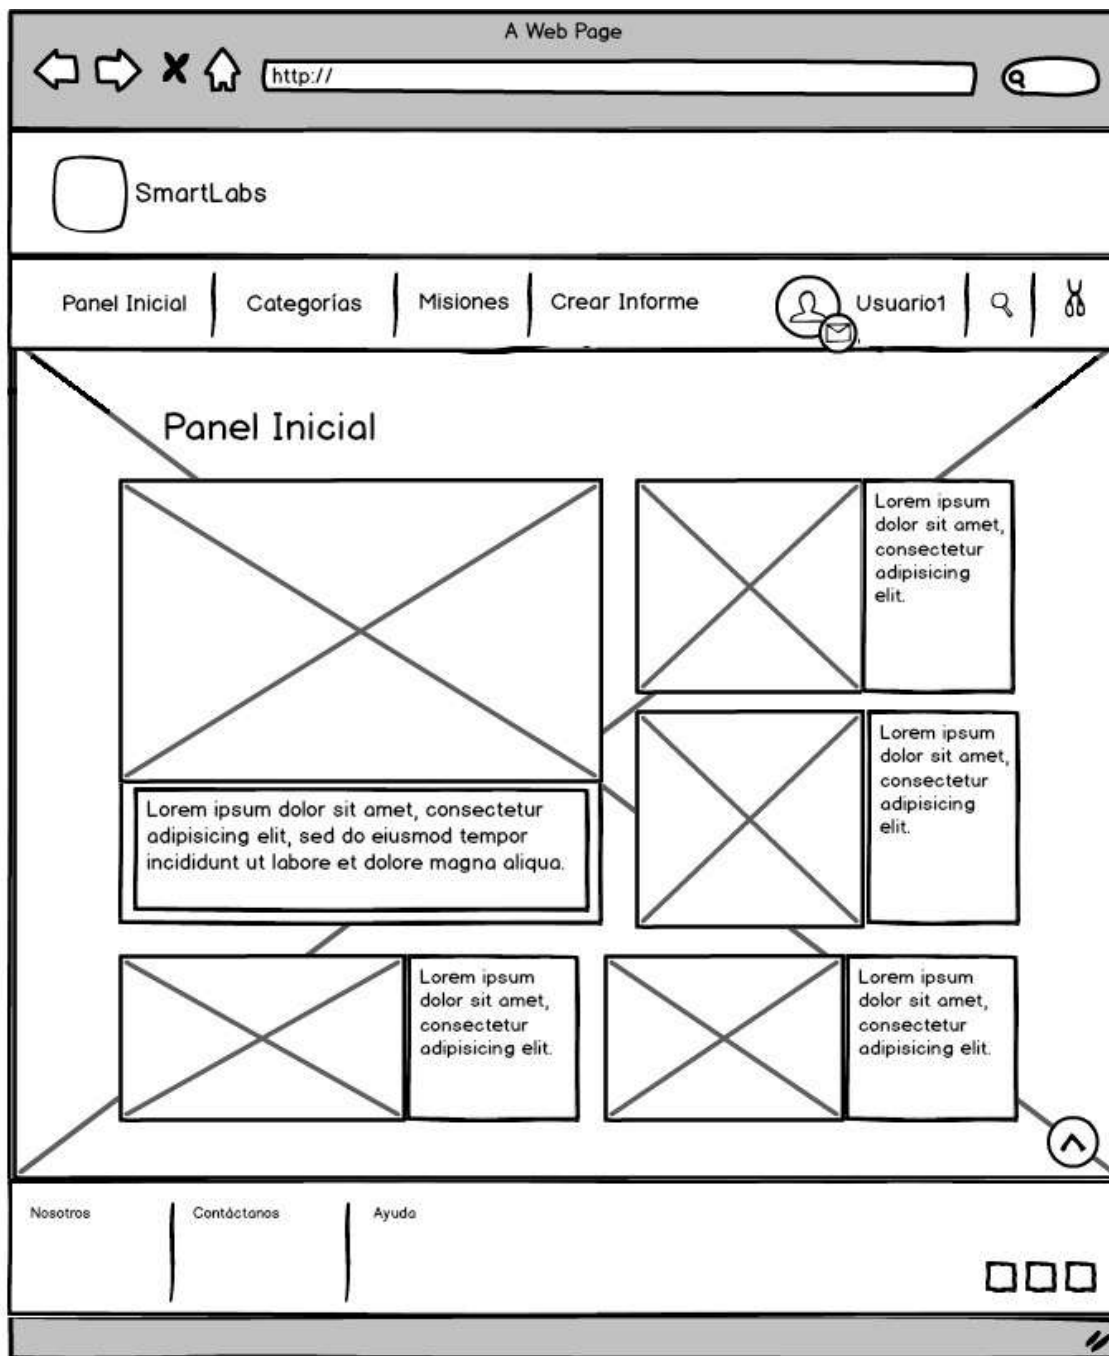 A Web Page
http://
SmartLabs
Panel Inicial
Categorías
Misiones
Crear Informe
Usuario1
Panel Inicial
Lorem ipsum dolor sit amet, consectetur
adipisicing elit, sed do eiusmod tempor
incididunt ut labore et dolore magna aliqua.
Lorem ipsum
dolor sit amet,
consectetur
adipisicing
elit.
Lorem ipsum
dolor sit amet,
consectetur
adipisicing
elit.
Lorem ipsum
dolor sit amet,
consectetur
adipisicing elit.
Lorem ipsum
dolor sit amet,
consectetur
adipisicing elit.
Nosotros
Contáctanos
Ayuda